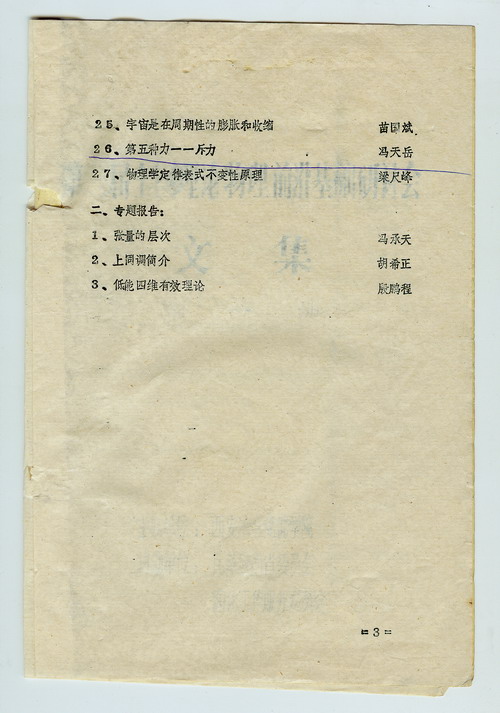 25、宇宙是在周期性的膨胀和收缩 苗国斌
26、第五种力——斥力 冯天岳
27、物理学定律表式不变性原理 梁尺峰
二、专题报告:
1、张量的层次 冯承天
2、上同调简介 胡希正
3、低能四维有效理论 殷鹏程
=3=